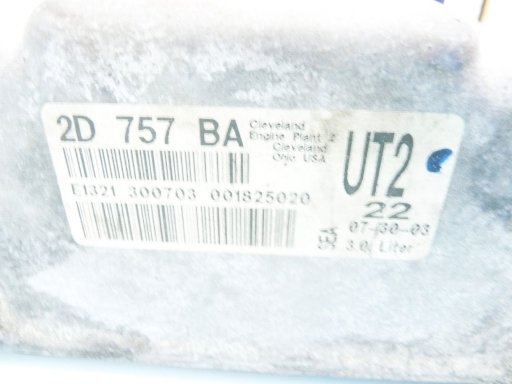 2D 757 BA
Cleveland
Engine Plant 2
Cleveland
Ohio USA
UT2
E1321 300703 001825020
22
07-30-03
3.0L Liter